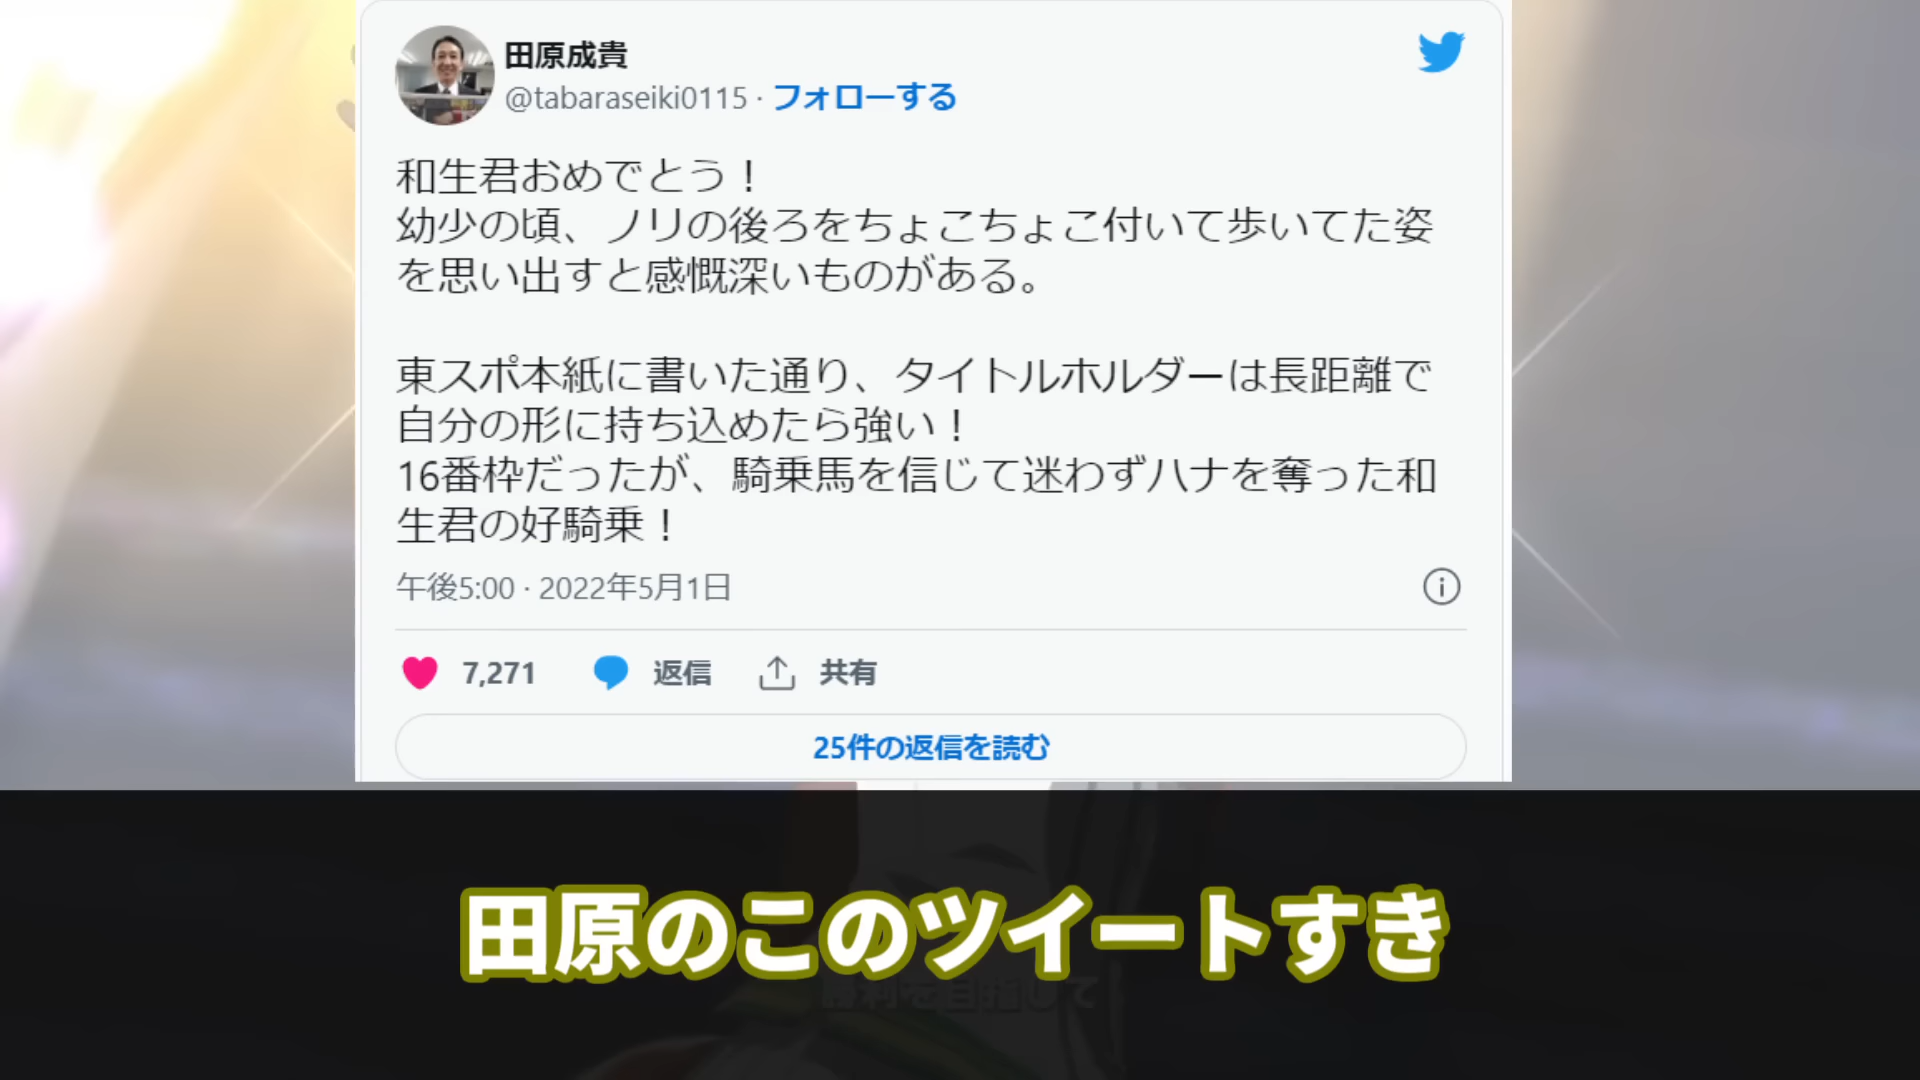 田原成貴
@tabaraseiki0115 · フォローする
和生君おめでとう！
幼少の頃、ノリの後ろをちょこちょこ付いて歩いてた姿
を思い出すと感慨深いものがある。
東スポ本紙に書いた通り、タイトルホルダーは長距離で
自分の形に持ち込めたら強い！
16番枠だったが、騎乗馬を信じて迷わずハナを奪った和
生君の好騎乗！
午後5:00 · 2022年5月1日
7,271 返信 共有
25件の返信を読む
田原のこのツイートすき
勝利を目指して